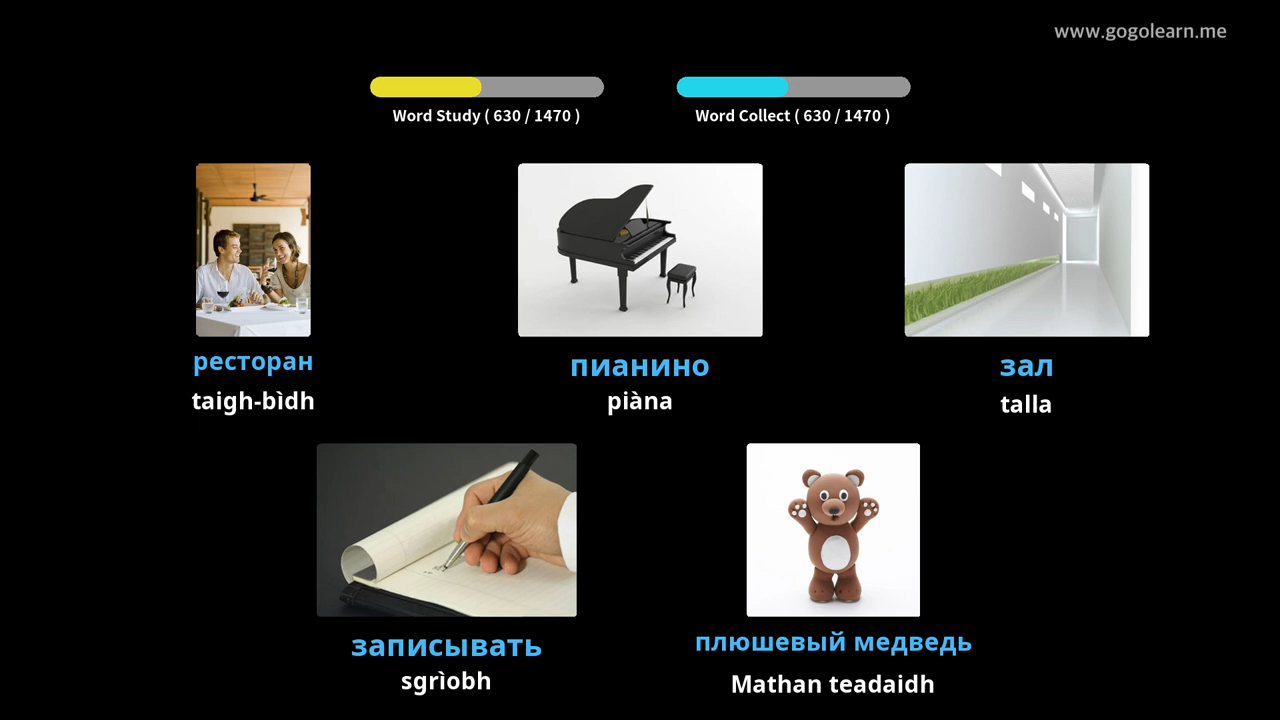 www.gogolearn.me
Word Study ( 630 / 1470 )
Word Collect ( 630 / 1470 )
ресторан
taigh-bìdh
пианино
piàna
зал
talla
записывать
sgrìobh
плюшевый медведь
Mathan teadaidh